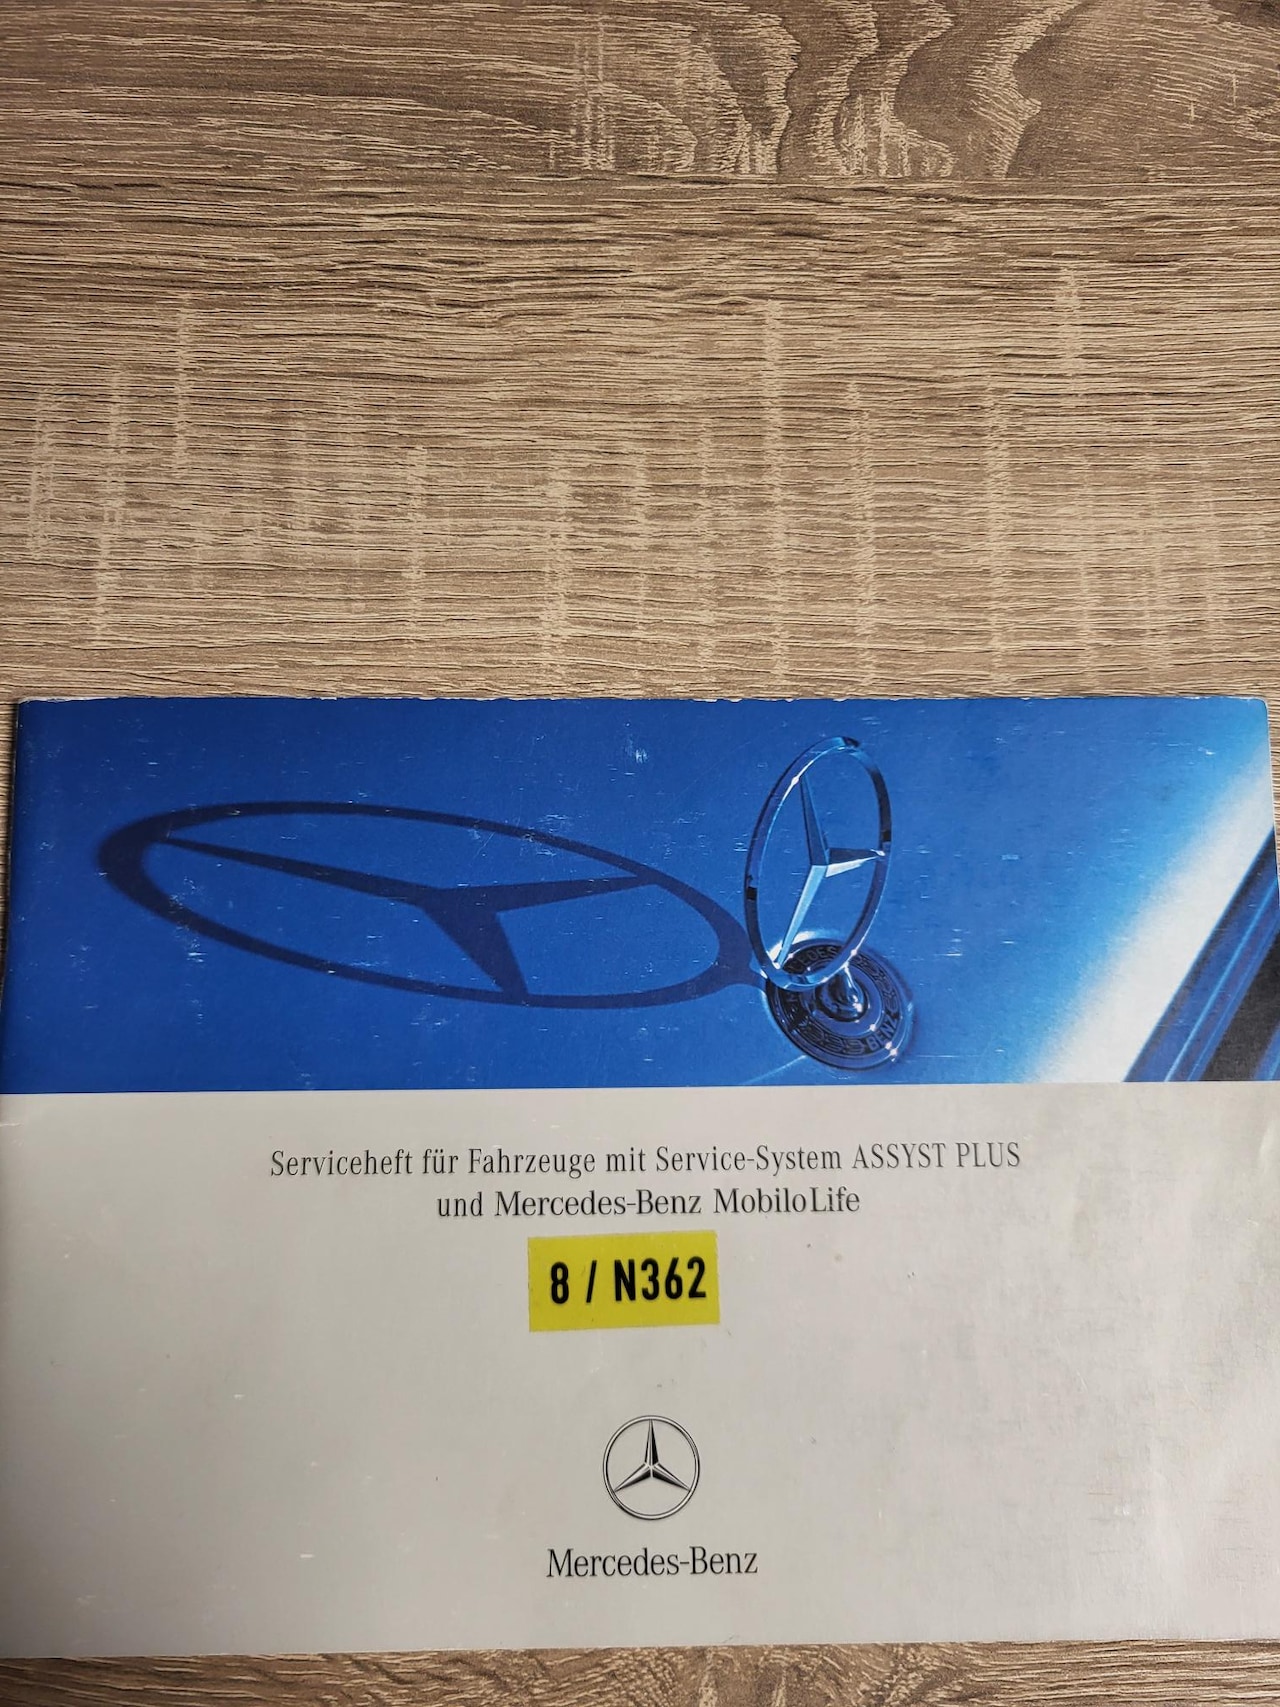 Serviceheft für Fahrzeuge mit Service-System ASSYST PLUS
und Mercedes-Benz MobiloLife
8 / N362
Mercedes-Benz